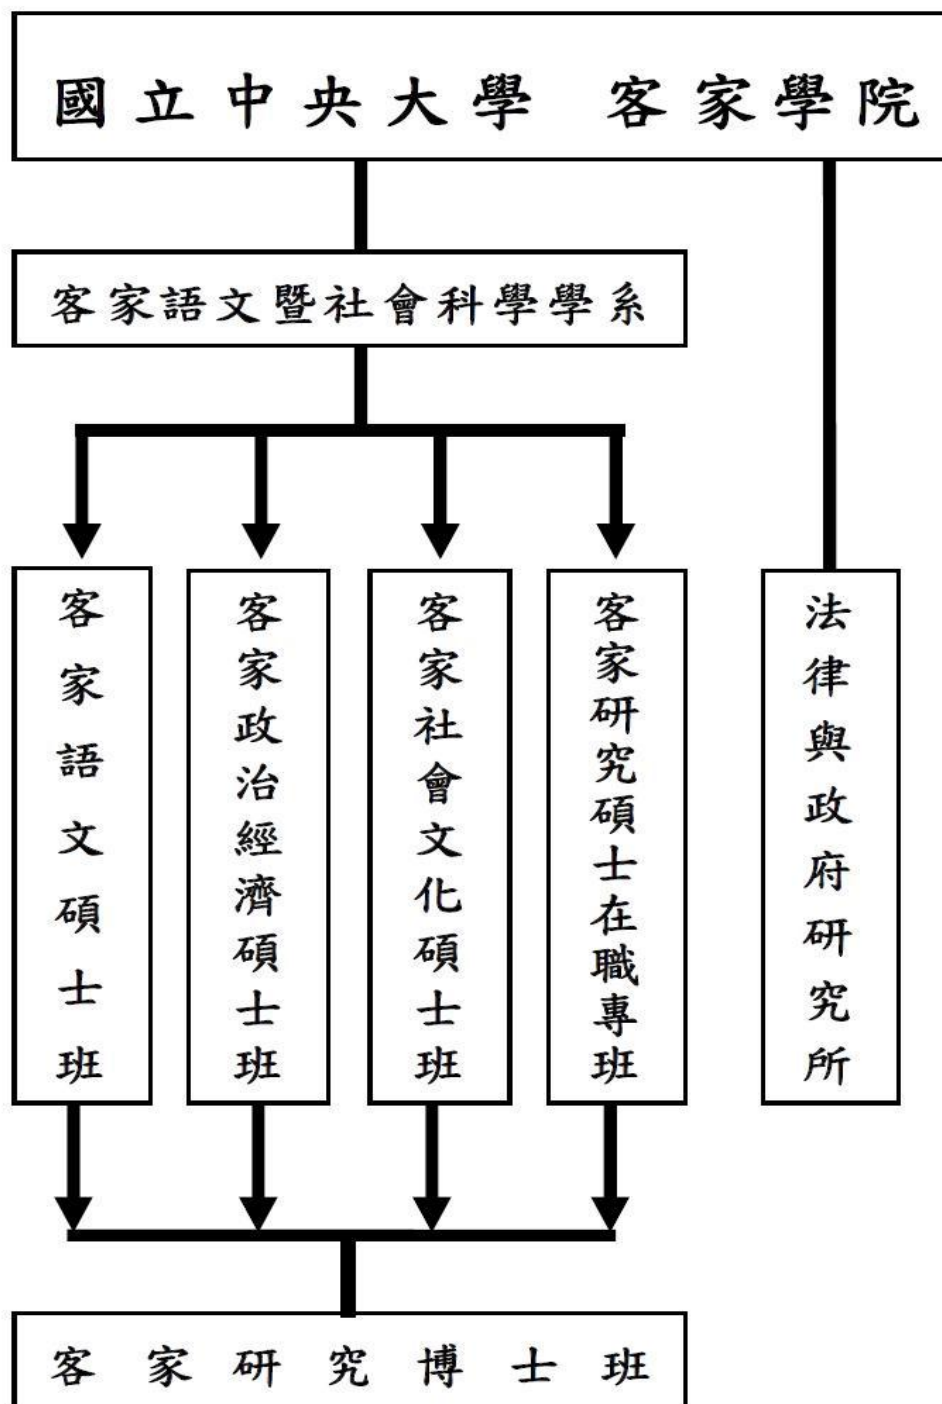 國立中央大學 客家學院
客家語文暨社會科學學系
客家語文碩士班
客家政治經濟碩士班
客家社會文化碩士班
客家研究碩士在職專班
法律與政府研究所
客家研究博士班